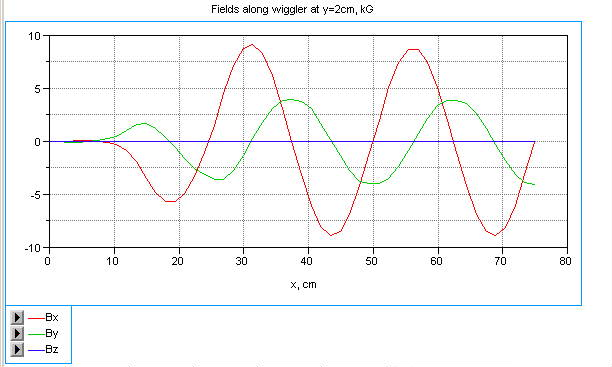 Fields along wiggler at y=2cm, kG
10
5
0
-5
-10
0 10 20 30 40 50 60 70 80
x, cm
Bx
By
Bz